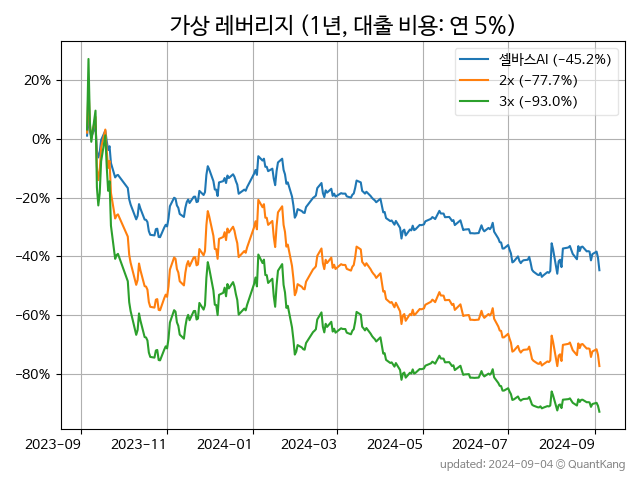 가상 레버리지 (1년, 대출 비용: 연 5%)
셀바스AI (-45.2%)
2x (-77.7%)
3x (-93.0%)
20%
0%
-20%
-40%
-60%
-80%
2023-09 2023-11 2024-01 2024-03 2024-05 2024-07 2024-09
updated: 2024-09-04 © QuantKang